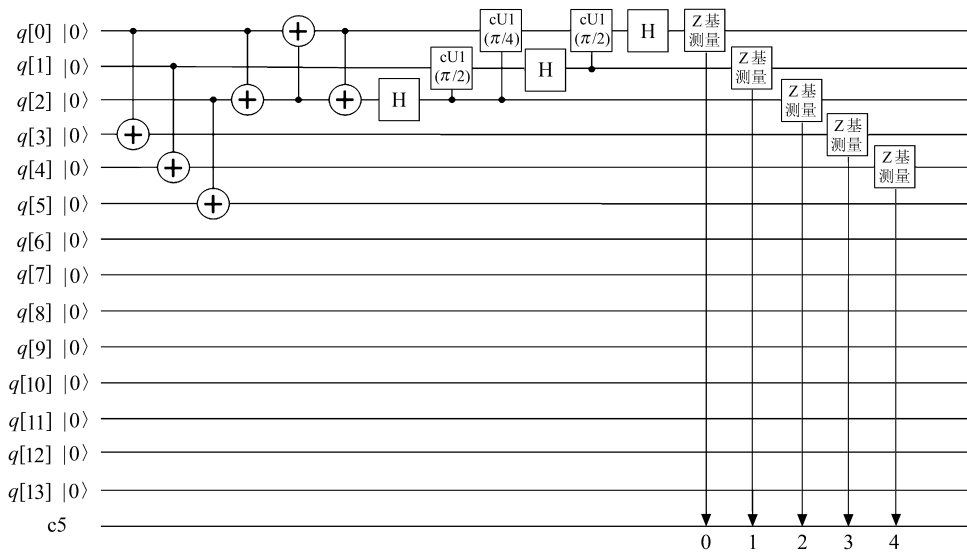 q[0] |0⟩
cU1
(π/4)
cU1
(π/2)
H
Z基
测量
q[1] |0⟩
cU1
(π/2)
H
Z基
测量
q[2] |0⟩
H
Z基
测量
q[3] |0⟩
Z基
测量
q[4] |0⟩
Z基
测量
q[5] |0⟩
q[6] |0⟩
q[7] |0⟩
q[8] |0⟩
q[9] |0⟩
q[10] |0⟩
q[11] |0⟩
q[12] |0⟩
q[13] |0⟩
c5
0 1 2 3 4